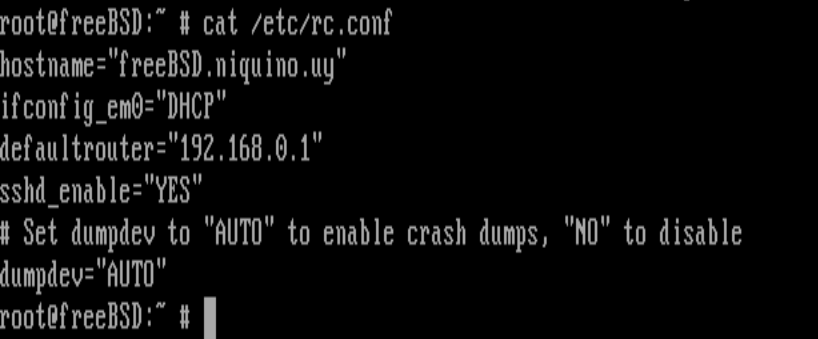 root@freeBSD:~ # cat /etc/rc.conf
hostname="freeBSD.niquino.uy"
ifconfig_em0="DHCP"
defaultrouter="192.168.0.1"
sshd_enable="YES"
# Set dumpdev to "AUTO" to enable crash dumps, "NO" to disable
dumpdev="AUTO"
root@freeBSD:~ #